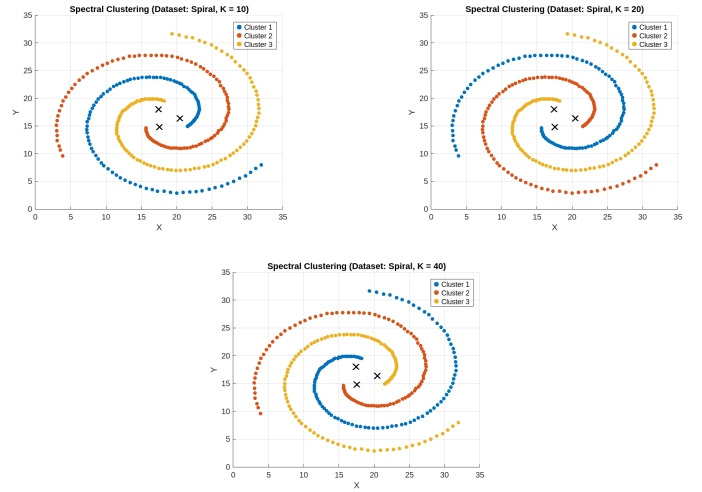 Spectral Clustering (Dataset: Spiral, K = 10)
35
30
25
20
15
10
5
0
Y
0 5 10 15 20 25 30 35
X
Cluster 1
Cluster 2
Cluster 3
Spectral Clustering (Dataset: Spiral, K = 20)
35
30
25
20
15
10
5
0
Y
0 5 10 15 20 25 30 35
X
Cluster 1
Cluster 2
Cluster 3
Spectral Clustering (Dataset: Spiral, K = 40)
35
30
25
20
15
10
5
0
Y
0 5 10 15 20 25 30 35
X
Cluster 1
Cluster 2
Cluster 3